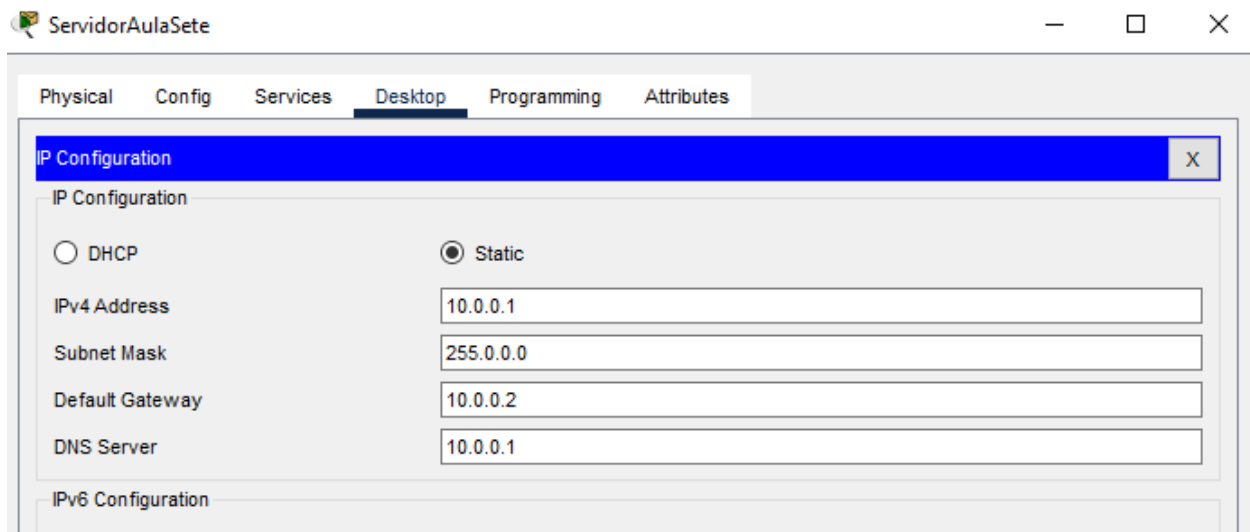 ServidorAulaSete
Physical Config Services Desktop Programming Attributes
IP Configuration X
IP Configuration
DHCP Static
IPv4 Address 10.0.0.1
Subnet Mask 255.0.0.0
Default Gateway 10.0.0.2
DNS Server 10.0.0.1
IPv6 Configuration